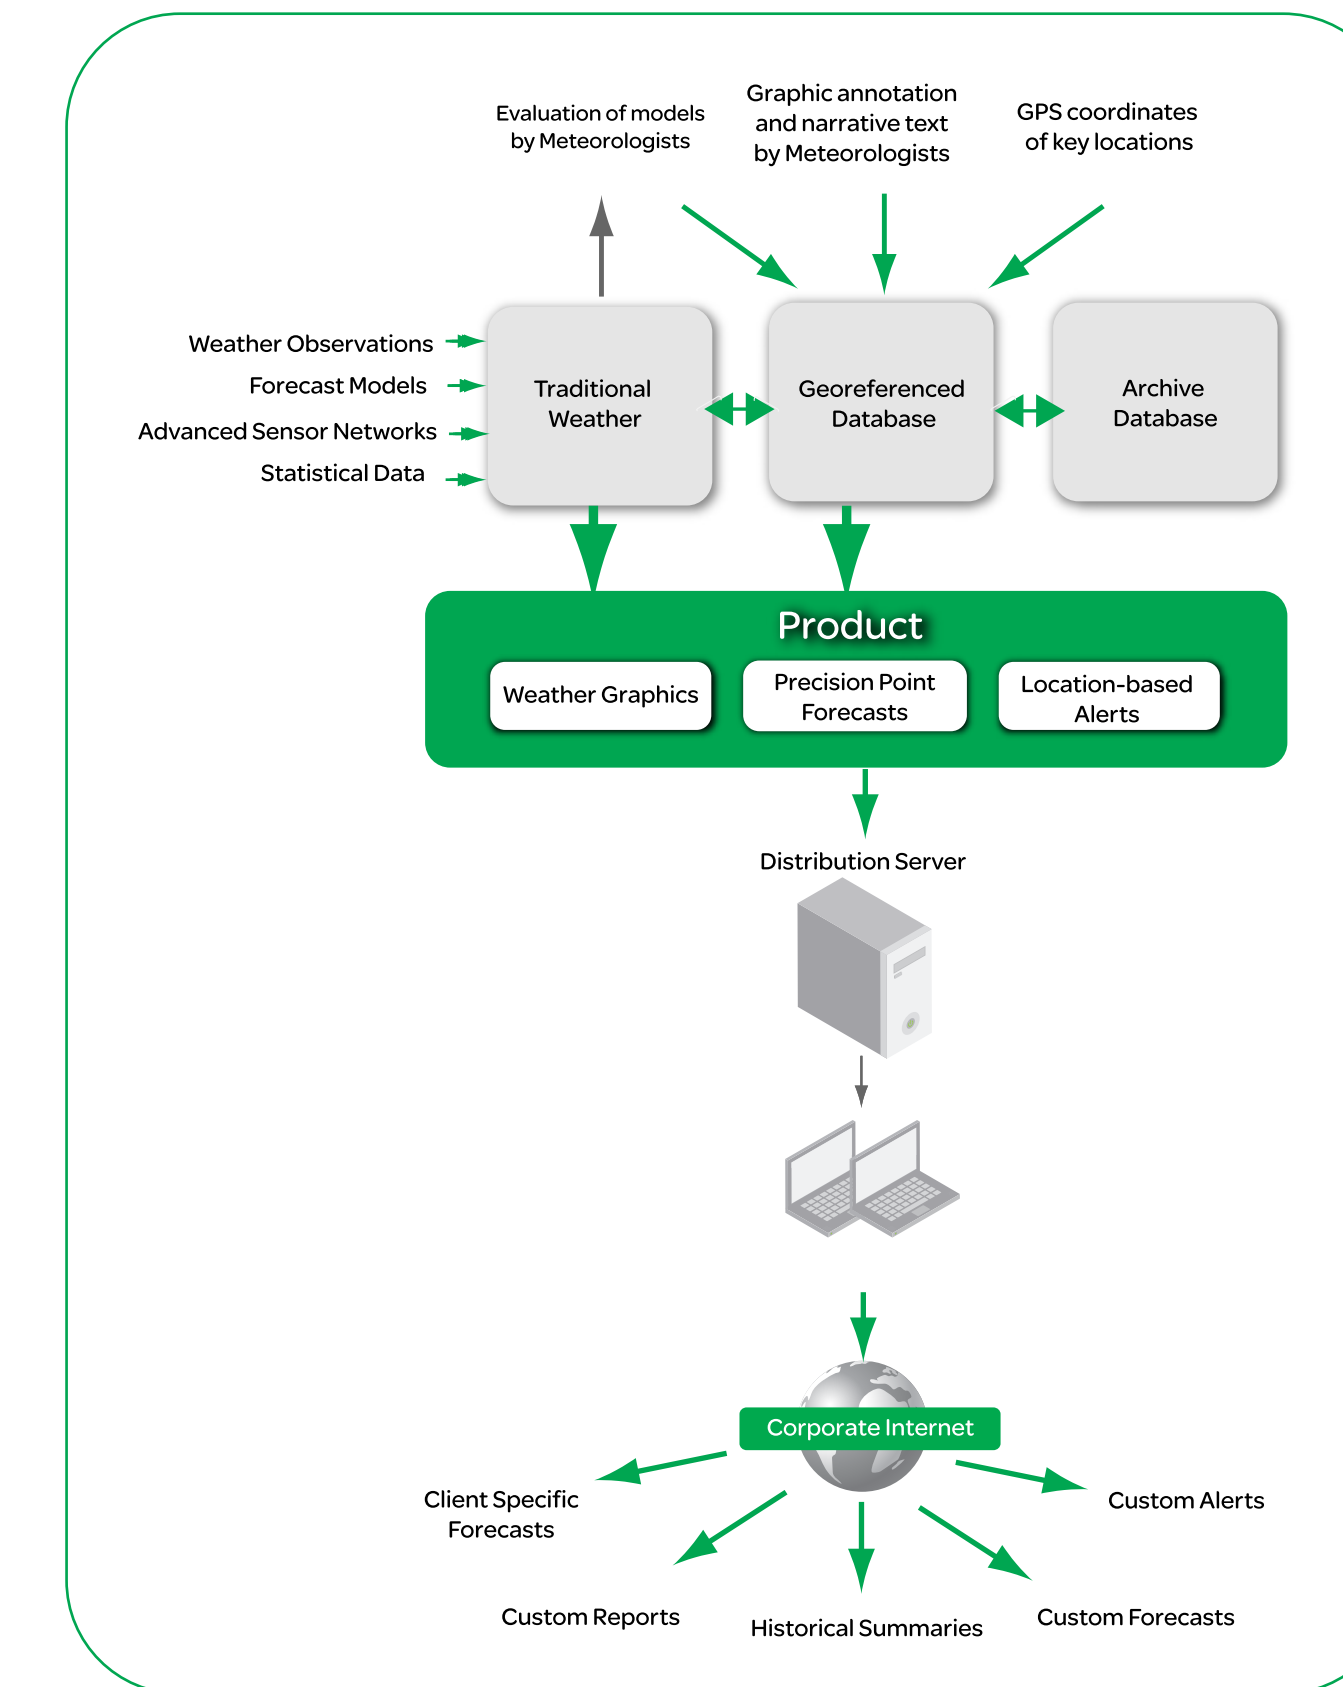 Evaluation of models
by Meteorologists
Graphic annotation
and narrative text
by Meteorologists
GPS coordinates
of key locations
Weather Observations
Forecast Models
Advanced Sensor Networks
Statistical Data
Traditional
Weather
Georeferenced
Database
Archive
Database
Product
Weather Graphics
Precision Point
Forecasts
Location-based
Alerts
Distribution Server
Corporate Internet
Client Specific
Forecasts
Custom Reports
Historical Summaries
Custom Forecasts
Custom Alerts